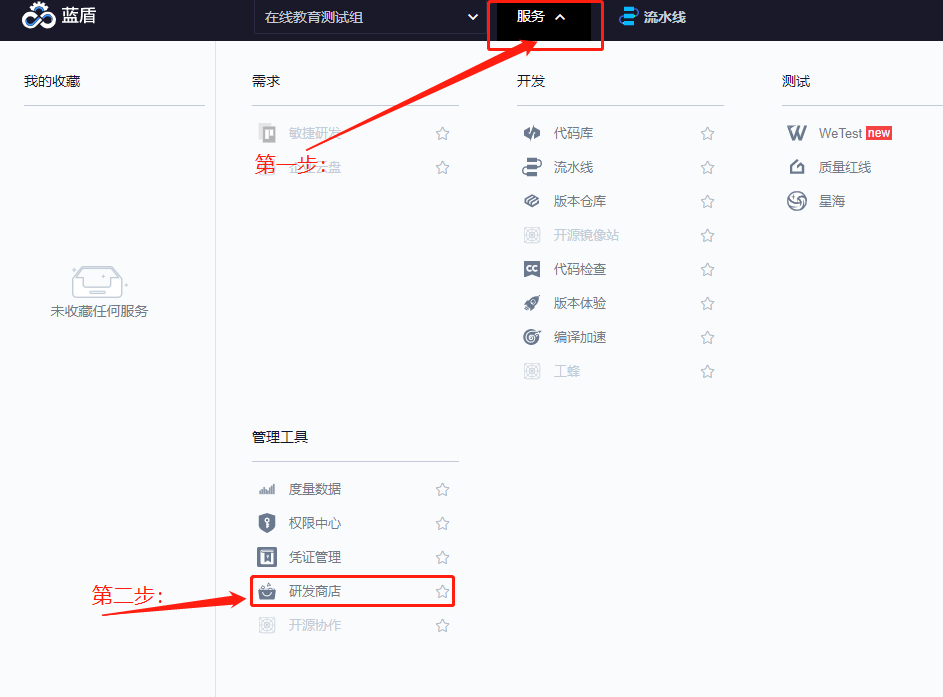 蓝盾
在线教育测试组
服务
流水线
我的收藏
未收藏任何服务
需求
敏捷研发
企业云盘
第一步：
开发
代码库
流水线
版本仓库
开源镜像站
代码检查
版本体验
编译加速
工蜂
测试
WeTest new
质量红线
星海
管理工具
度量数据
权限中心
凭证管理
第二步：
研发商店
开源协作